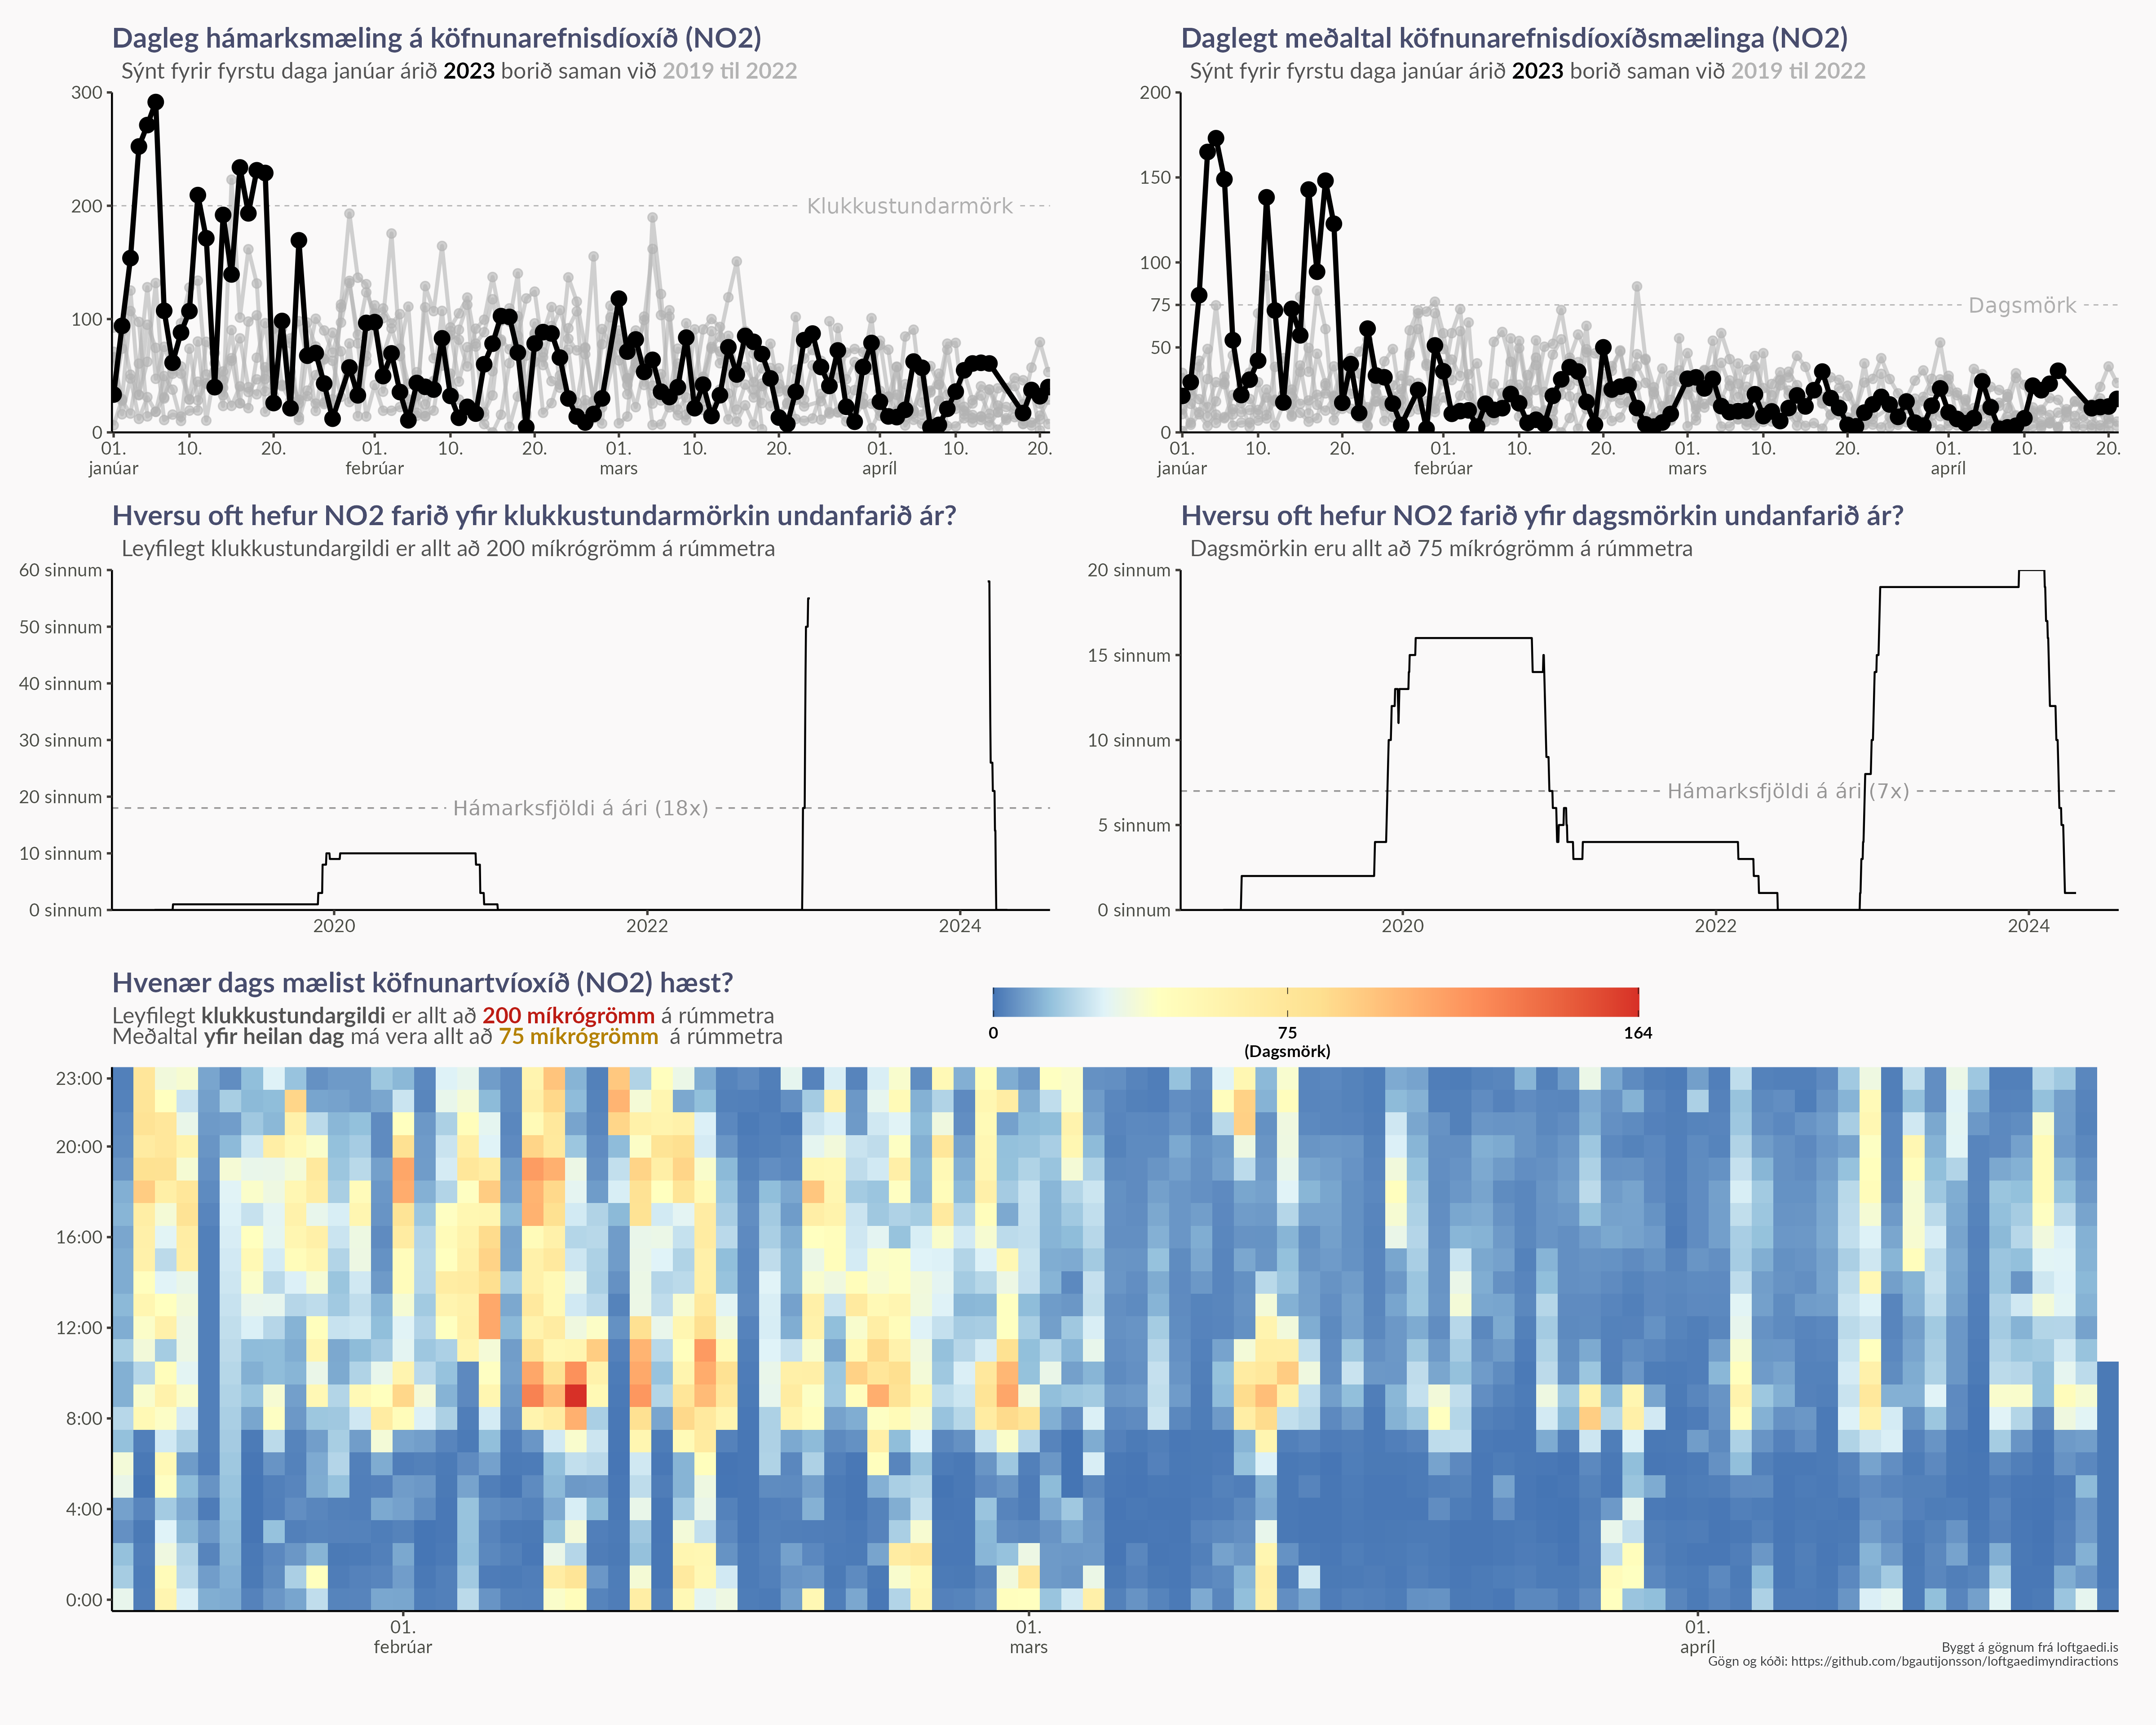 Dagleg hámarksmæling á köfnunarefnisdíoxíð (NO2)
Sýnt fyrir fyrstu daga janúar árið 2023 borið saman við 2019 til 2022
300
200
100
0
Klukkustundarmörk
01. 10. 20. 01. 10. 20. 01. 10. 20. 01. 10. 20.
janúar febrúar mars apríl
Daglegt meðaltal köfnunarefnisdíoxíðsmælinga (NO2)
Sýnt fyrir fyrstu daga janúar árið 2023 borið saman við 2019 til 2022
200
150
100
75
50
0
Dagsmörk
01. 10. 20. 01. 10. 20. 01. 10. 20. 01. 10. 20.
janúar febrúar mars apríl
Hversu oft hefur NO2 farið yfir klukkustundarmörkin undanfarið ár?
Leyfilegt klukkustundargildi er allt að 200 míkrógrömm á rúmmetra
60 sinnum
50 sinnum
40 sinnum
30 sinnum
20 sinnum
10 sinnum
0 sinnum
Hámarksfjöldi á ári (18x)
2020 2022 2024
Hversu oft hefur NO2 farið yfir dagsmörkin undanfarið ár?
Dagsmörkin eru allt að 75 míkrógrömm á rúmmetra
20 sinnum
15 sinnum
10 sinnum
5 sinnum
0 sinnum
Hámarksfjöldi á ári (7x)
2020 2022 2024
Hvenær dags mælist köfnunartvíoxíð (NO2) hæst?
Leyfilegt klukkustundargildi er allt að 200 míkrógrömm á rúmmetra
Meðaltal yfir heilan dag má vera allt að 75 míkrógrömm á rúmmetra
0 75 164
(Dagsmörk)
23:00
20:00
16:00
12:00
8:00
4:00
0:00
01. 01. 01.
febrúar mars apríl
Byggt á gögnum frá loftgaedi.is
Gögn og kóði: https://github.com/bgautijonsson/loftgaedimyndiractions